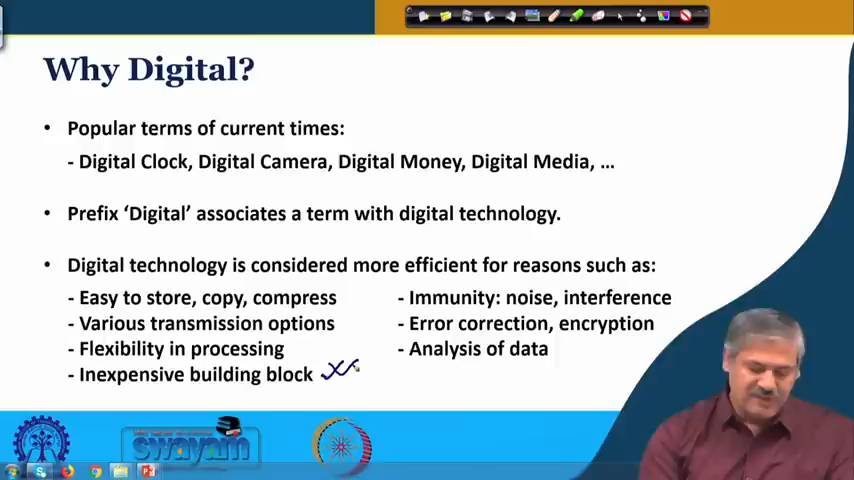 Why Digital?
• Popular terms of current times:
- Digital Clock, Digital Camera, Digital Money, Digital Media, ...
• Prefix 'Digital' associates a term with digital technology.
• Digital technology is considered more efficient for reasons such as:
- Easy to store, copy, compress
- Various transmission options
- Flexibility in processing
- Inexpensive building block
- Immunity: noise, interference
- Error correction, encryption
- Analysis of data
swayam